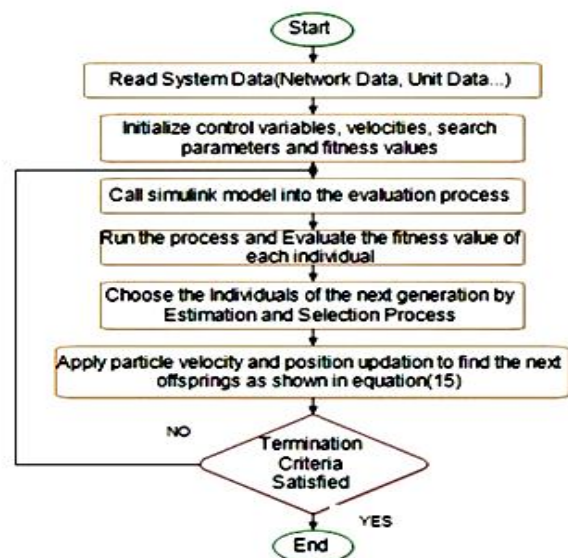 Start
Read System Data(Network Data, Unit Data...)
Initialize control variables, velocities, search
parameters and fitness values
Call simulink model into the evaluation process
Run the process and Evaluate the fitness value of
each individual
Choose the Individuals of the next generation by
Estimation and Selection Process
Apply particle velocity and position updation to find the next
offsprings as shown in equation(15)
NO
Termination
Criteria
Satisfied
YES
End